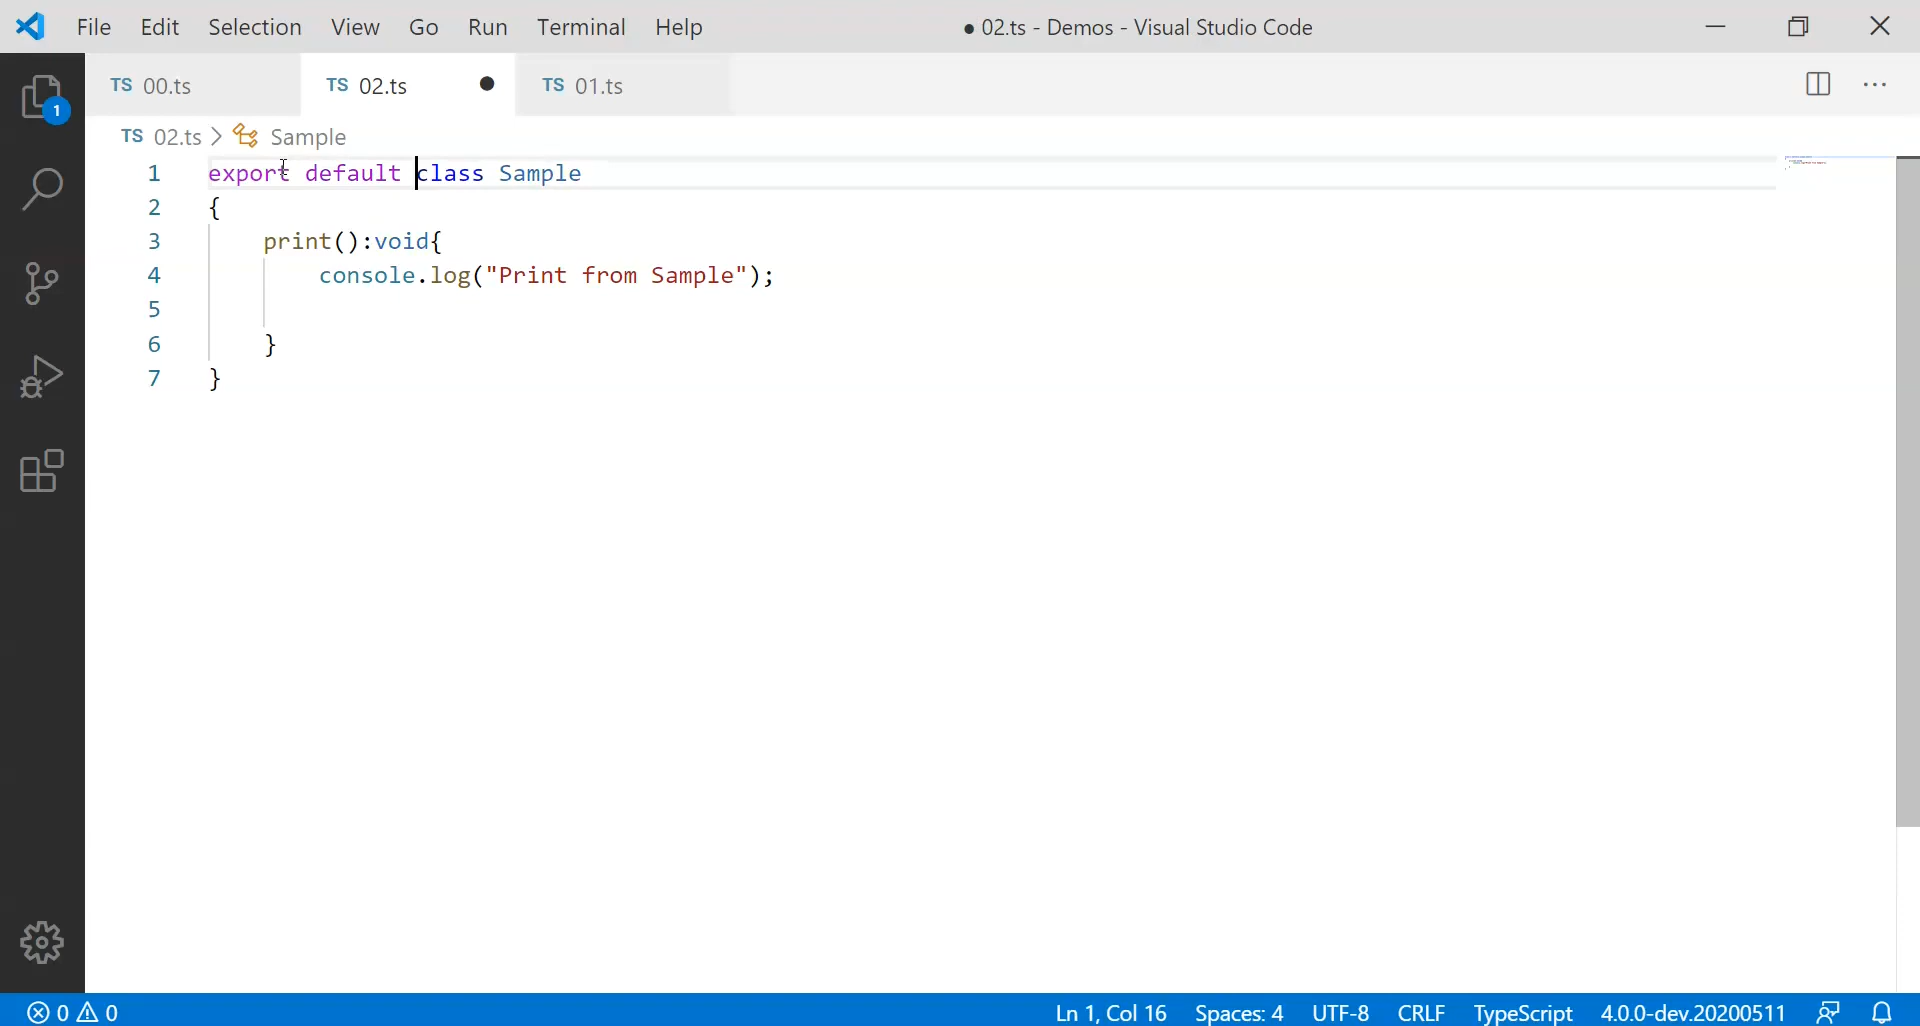 File Edit Selection View Go Run Terminal Help ● 02.ts - Demos - Visual Studio Code
TS 00.ts TS 02.ts ● TS 01.ts
1
TS 02.ts > Sample
1 export default class Sample
2 {
3 print():void{
4 console.log("Print from Sample");
5
6 }
7 }
0 0 Ln 1, Col 16 Spaces: 4 UTF-8 CRLF TypeScript 4.0.0-dev.20200511